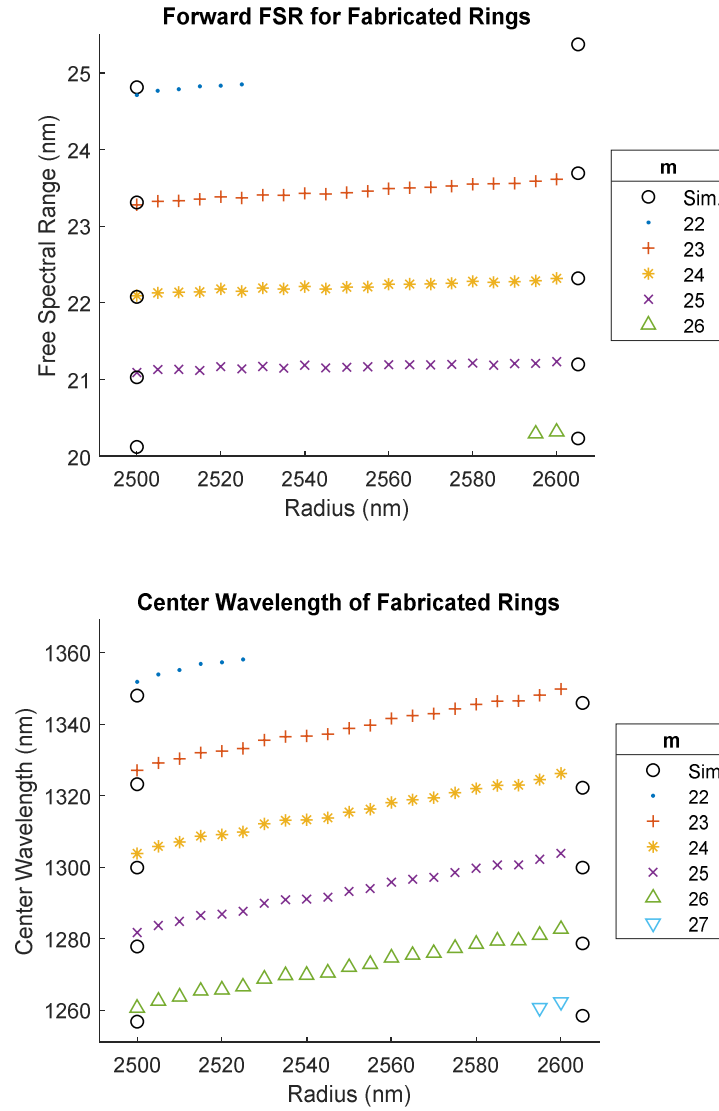 Forward FSR for Fabricated Rings
25
24
23
22
21
20
Free Spectral Range (nm)
2500 2520 2540 2560 2580 2600
Radius (nm)
m
Sim.
22
23
24
25
26
Center Wavelength of Fabricated Rings
1360
1340
1320
1300
1280
1260
Center Wavelength (nm)
2500 2520 2540 2560 2580 2600
Radius (nm)
m
Sim
22
23
24
25
26
27